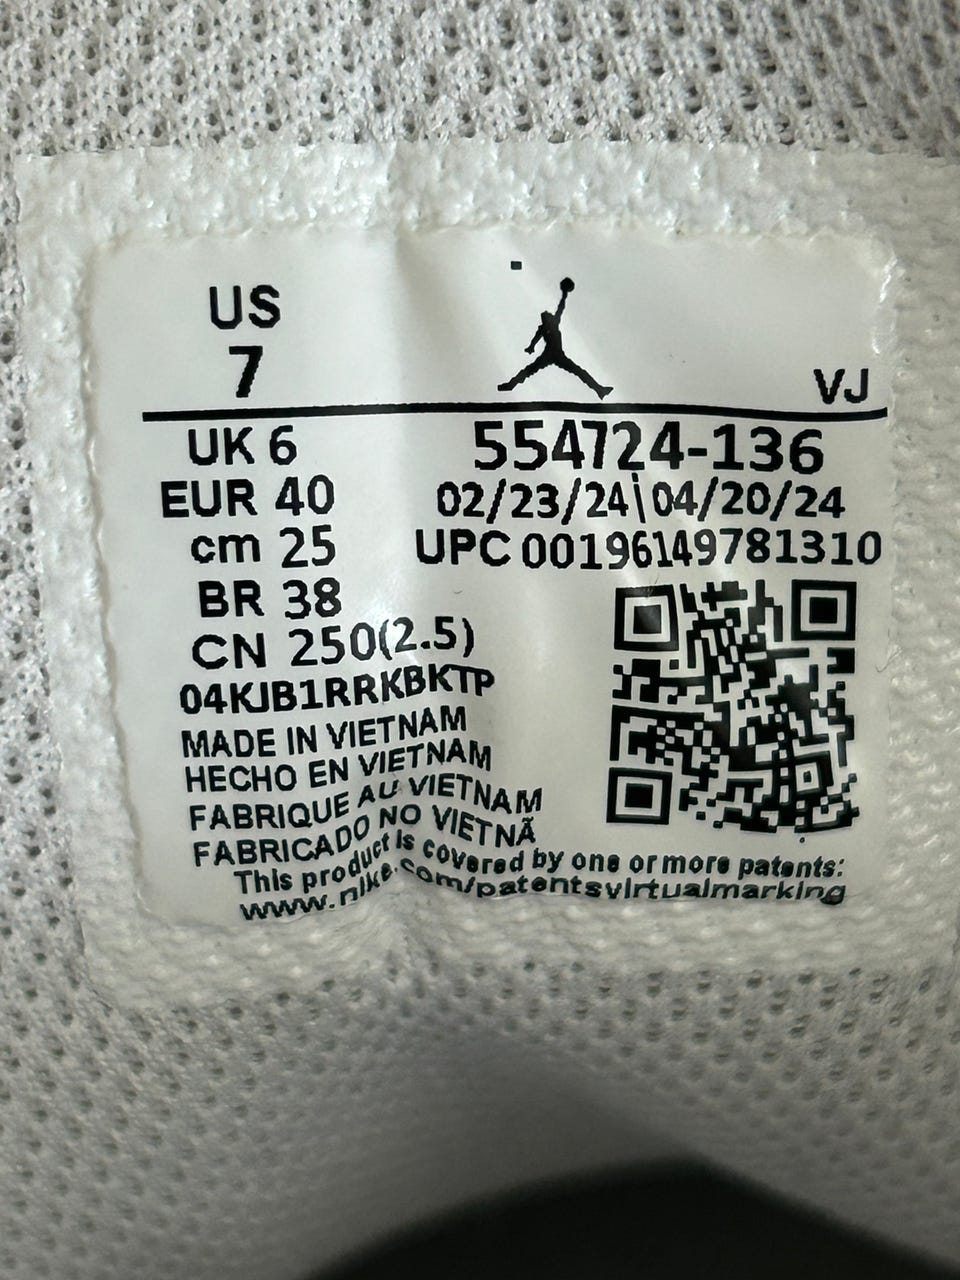 US
7
VJ
UK 6
EUR 40
cm 25
BR 38
CN 250(2.5)
04KJB1RRKBKTP
554724-136
02/23/24\04/20/24
UPC 00196149781310
MADE IN VIETNAM
HECHO EN VIETNAM
FABRIQUE AU VIETNAM
FABRICADO NO VIETNÃ
This product is covered by one or more patents:
www.nike.com/patentsvirtualmarking